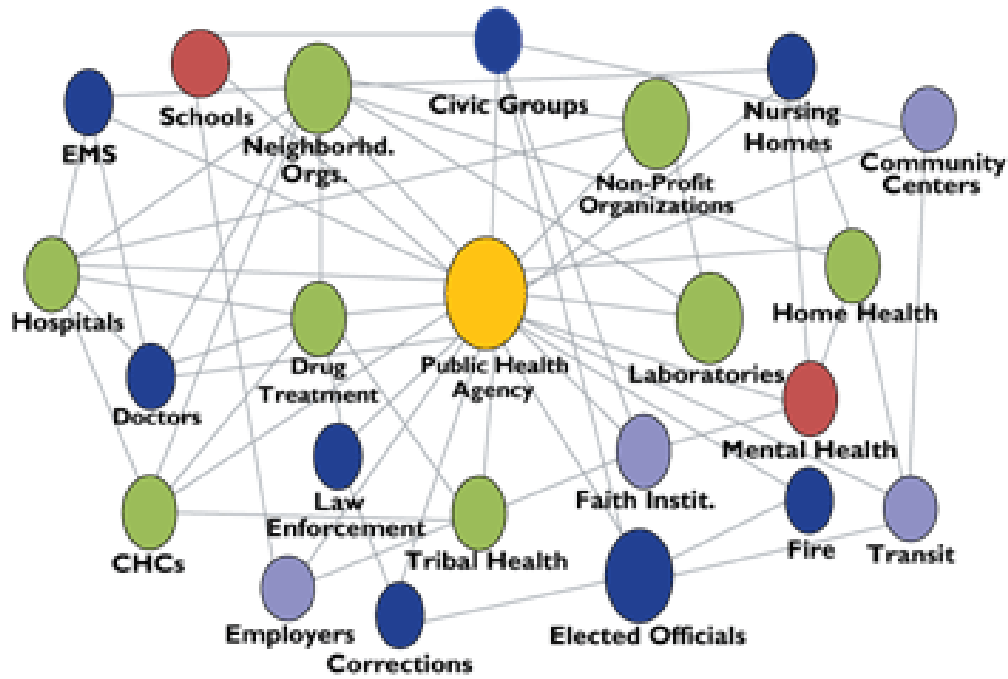 Schools
Civic Groups
Nursing
Homes
EMS
Neighborhd.
Orgs.
Non-Profit
Organizations
Community
Centers
Hospitals
Drug
Treatment
Public Health
Agency
Laboratories
Home Health
Doctors
Mental Health
Law
Enforcement
Faith Instit.
CHCs
Tribal Health
Fire
Transit
Employers
Corrections
Elected Officials